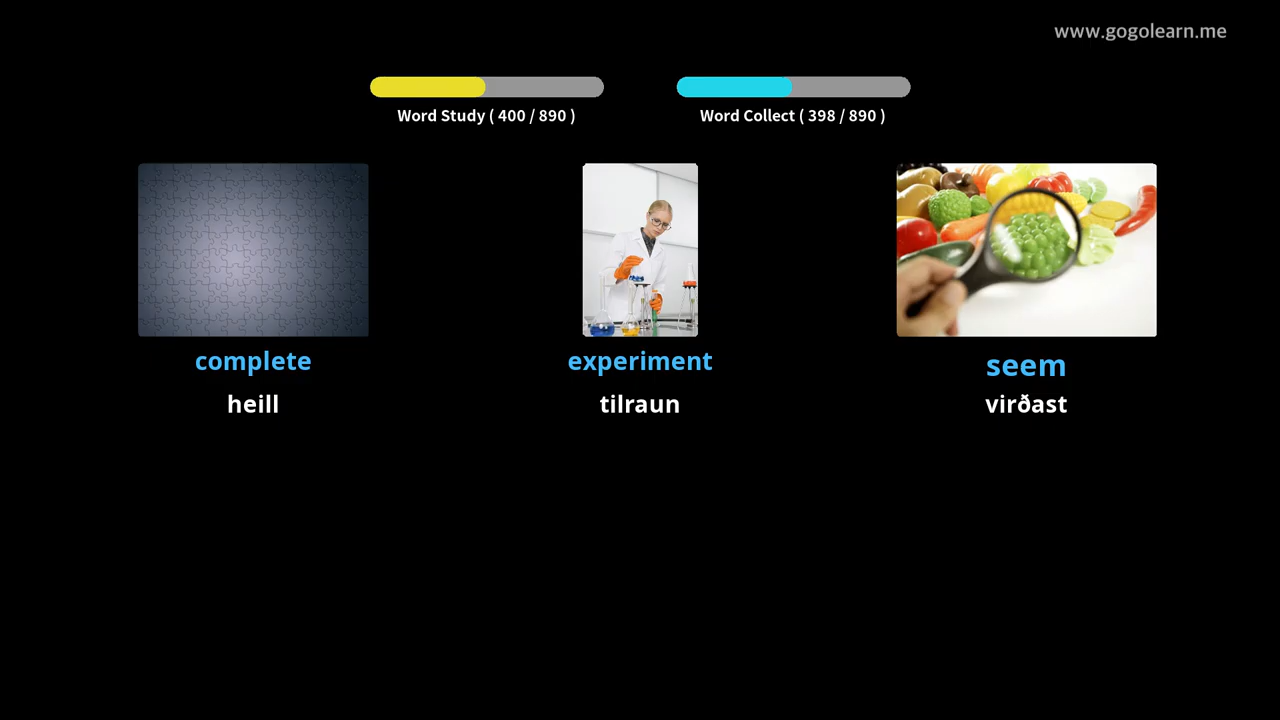 www.gogolearn.me
Word Study ( 400 / 890 )
Word Collect ( 398 / 890 )
complete
experiment
seem
heill
tilraun
virðast